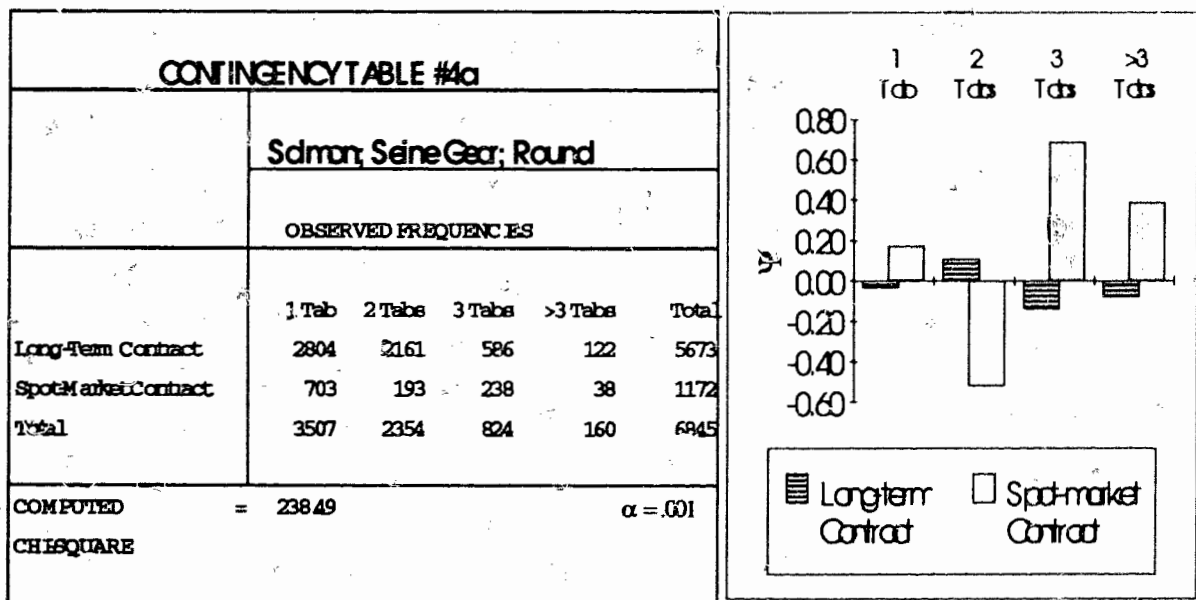 CONTINGENCY TABLE #4a
Salmon; Seine Gear; Round
OBSERVED FREQUENCIES
1 Tab 2 Tabs 3 Tabs >3 Tabs Total
Long-Term Contract 2804 2161 586 122 5673
Spot-Market Contract 703 193 238 38 1172
Total 3507 2354 824 160 6845
COMPUTED = 238.49 α = .001
CHI-SQUARE
1 2 3 >3
Tab Tabs Tabs Tabs
0.80
0.60
0.40
0.20
0.00
-0.20
-0.40
-0.60
Ψ
Long-term Spot-market
Contract Contract